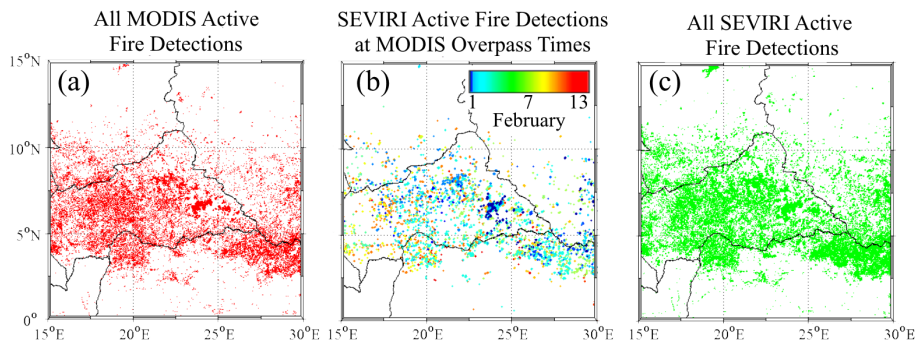 All MODIS Active
Fire Detections
SEVIRI Active Fire Detections
at MODIS Overpass Times
All SEVIRI Active
Fire Detections
(a)
(b)
(c)
1 7 13
February
15°N
10°N
5°N
0°
15°E 20°E 25°E 30°E
15°E 20°E 25°E 30°E
15°E 20°E 25°E 30°E